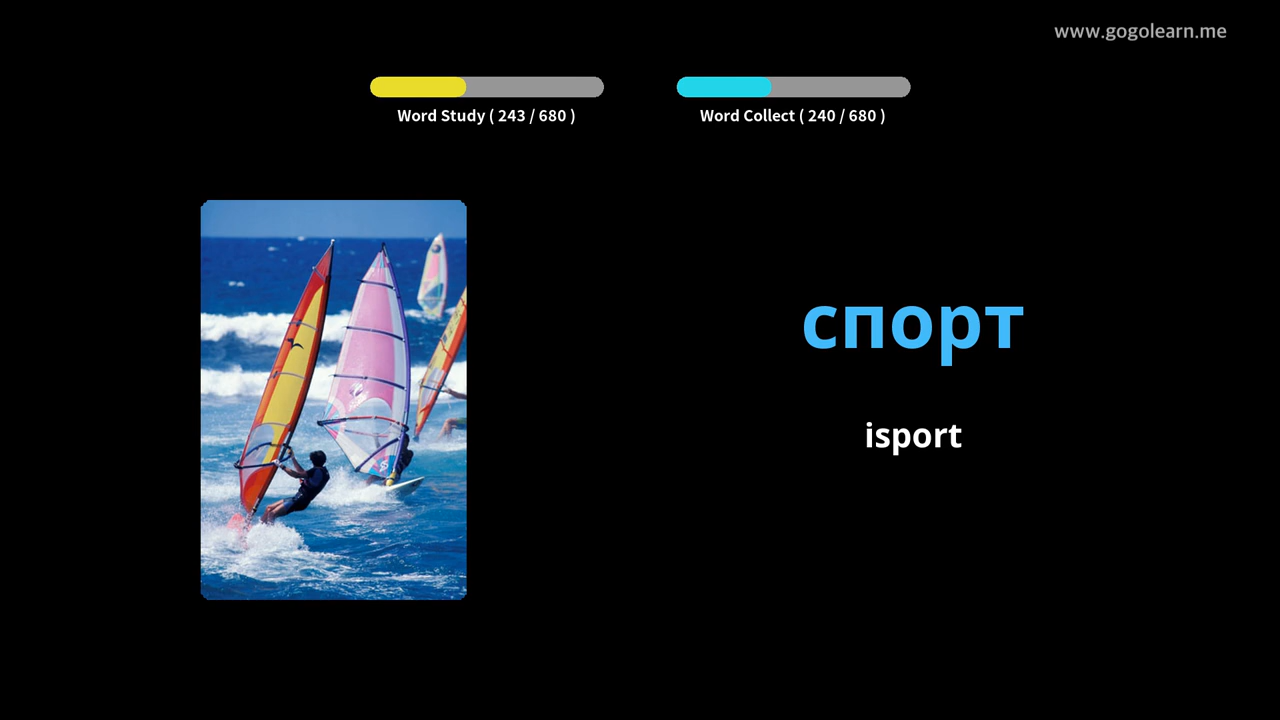 www.gogolearn.me
Word Study ( 243 / 680 )
Word Collect ( 240 / 680 )
спорт
isport